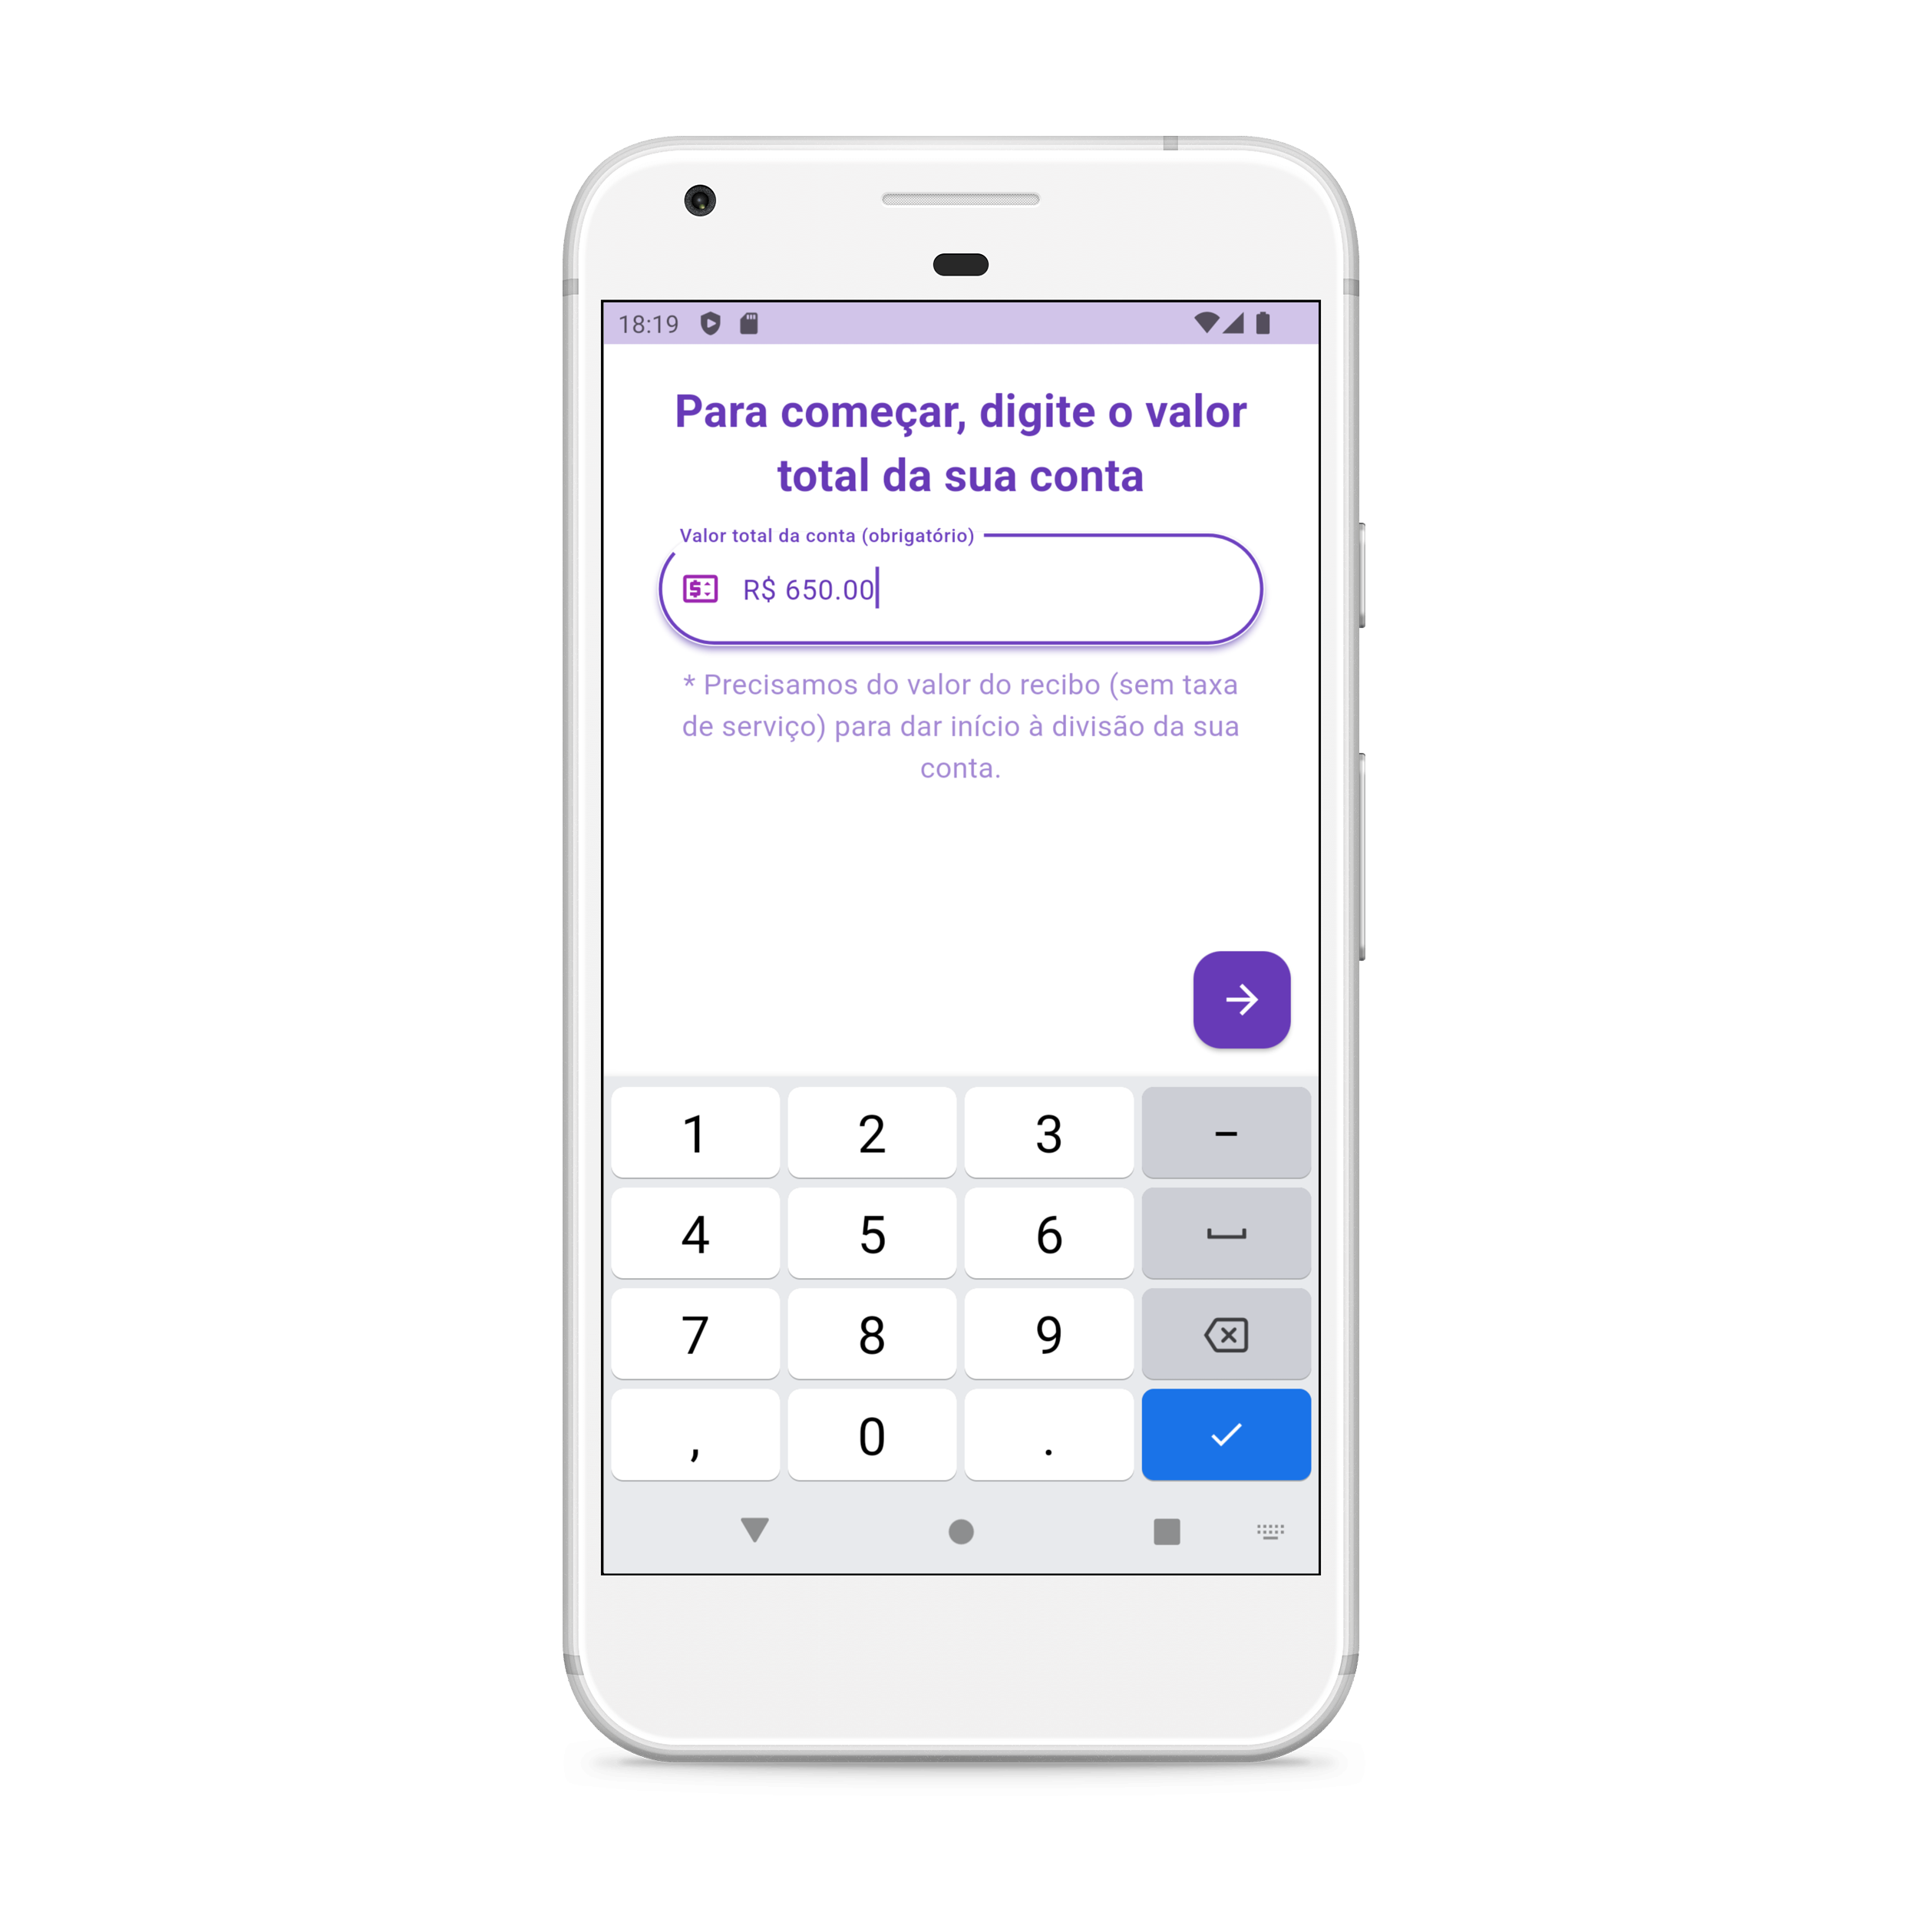 18:19
Para começar, digite o valor
total da sua conta
Valor total da conta (obrigatório)
R$ 650.00
* Precisamos do valor do recibo (sem taxa
de serviço) para dar início à divisão da sua
conta.
1 2 3 –
4 5 6
7 8 9
, 0 .